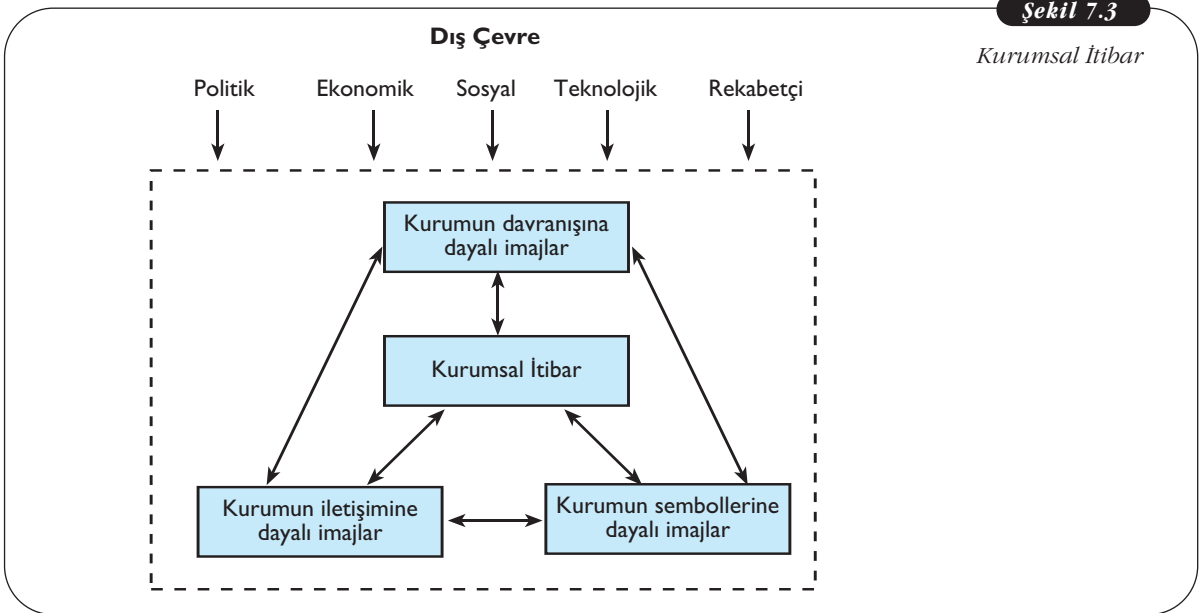 Şekil 7.3
Kurumsal İtibar
Dış Çevre
Politik Ekonomik Sosyal Teknolojik Rekabetçi
Kurumun davranışına
dayalı imajlar
Kurumsal İtibar
Kurumun iletişimine
dayalı imajlar
Kurumun sembollerine
dayalı imajlar